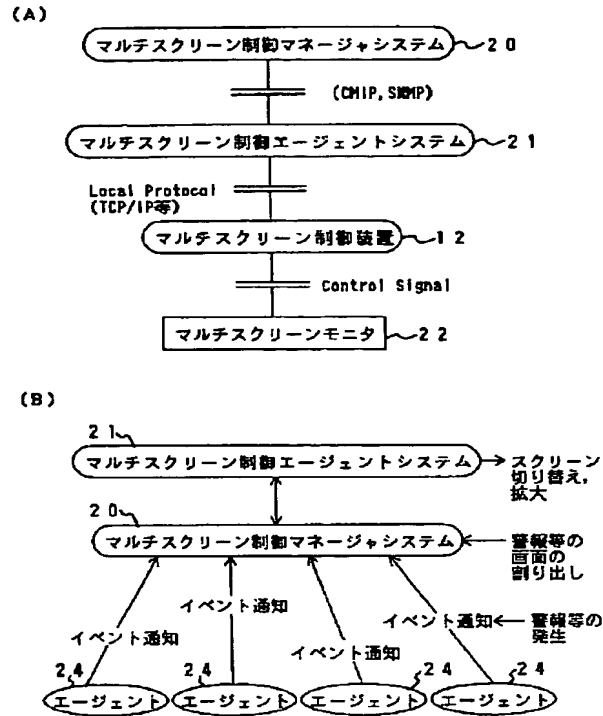 (A)
マルチスクリーン制御マネージャシステム
20
(CMIP, SNMP)
マルチスクリーン制御エージェントシステム
21
Local Protocol
(TCP/IP等)
マルチスクリーン制御装置
12
Control Signal
マルチスクリーンモニタ
22
(B)
21
マルチスクリーン制御エージェントシステム
スクリーン
切り替え,
拡大
20
マルチスクリーン制御マネージャシステム
警報等の
画面の
割り出し
イベント通知
イベント通知
イベント通知
イベント通知
警報等の
発生
24
24
24
24
エージェント
エージェント
エージェント
エージェント